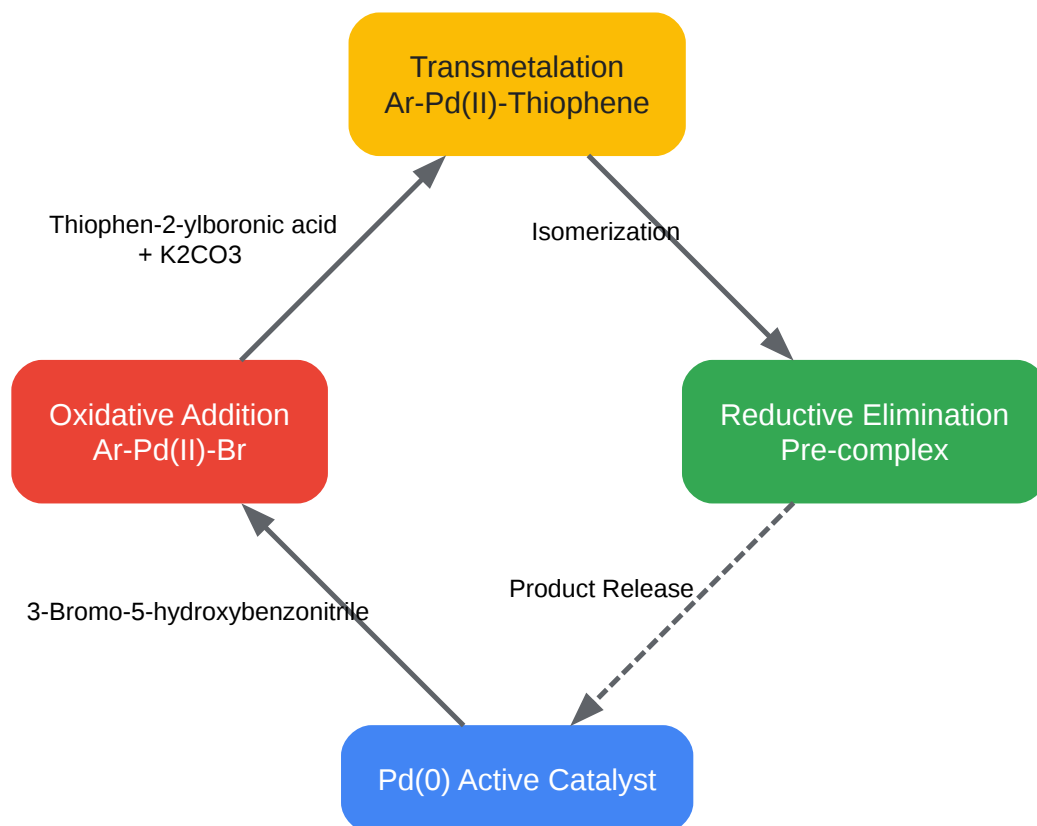 Transmetalation
Ar-Pd(II)-Thiophene
Thiophen-2-ylboronic acid
+ K2CO3
Isomerization
Oxidative Addition
Ar-Pd(II)-Br
Reductive Elimination
Pre-complex
3-Bromo-5-hydroxybenzonitrile
Product Release
Pd(0) Active Catalyst